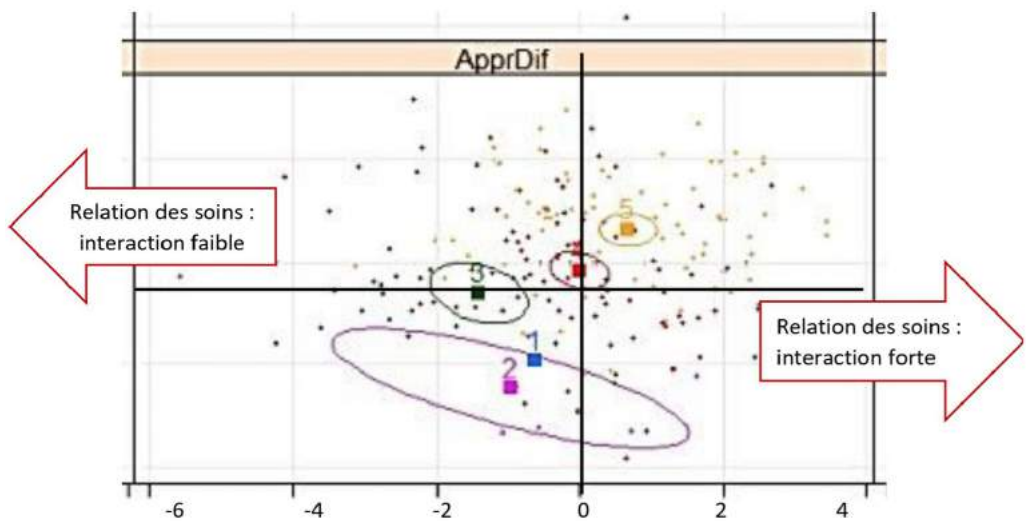 ApprDif
Relation des soins :
interaction faible
5
3
1
2
Relation des soins :
interaction forte
-6
-4
-2
0
2
4